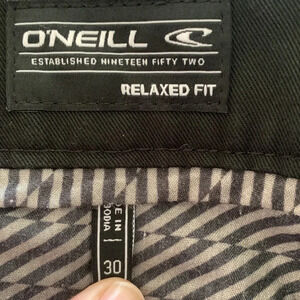 O'NEILL
ESTABLISHED NINETEEN FIFTY TWO
RELAXED FIT
30